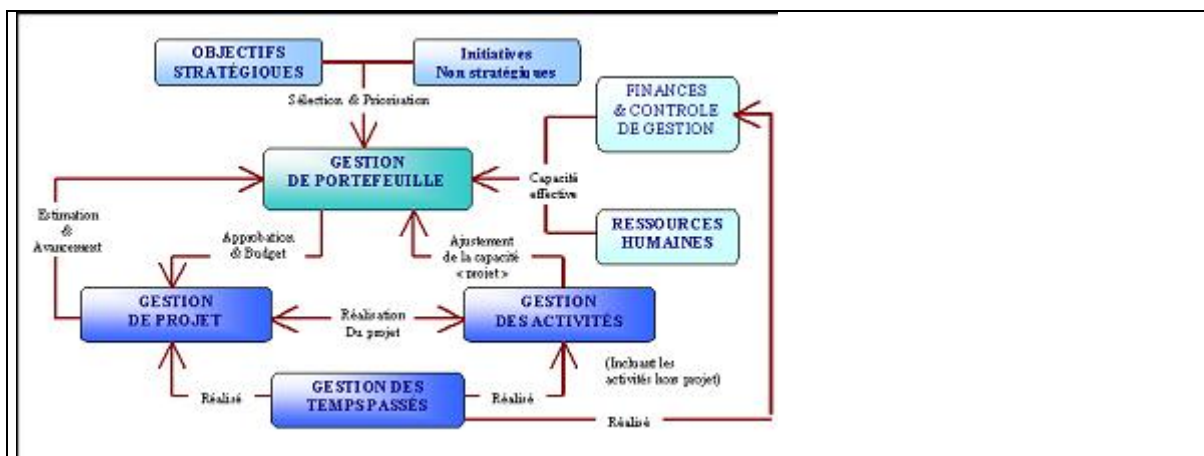 OBJECTIFS
STRATÉGIQUES
Initiatives
Non stratégiques
Sélection & Priorisation
FINANCES
& CONTROLE
DE GESTION
GESTION
DE PORTEFEUILLE
Capacité
effective
Estimation
&
Avancement
RESSOURCES
HUMAINES
Approbation
& Budget
Ajustement
de la capacité
« projet »
GESTION
DE PROJET
Réalisation
Du projet
GESTION
DES ACTIVITÉS
(Incluant les
activités hors projet)
Réalisé
GESTION DES
TEMPS PASSÉS
Réalisé
Réalisé